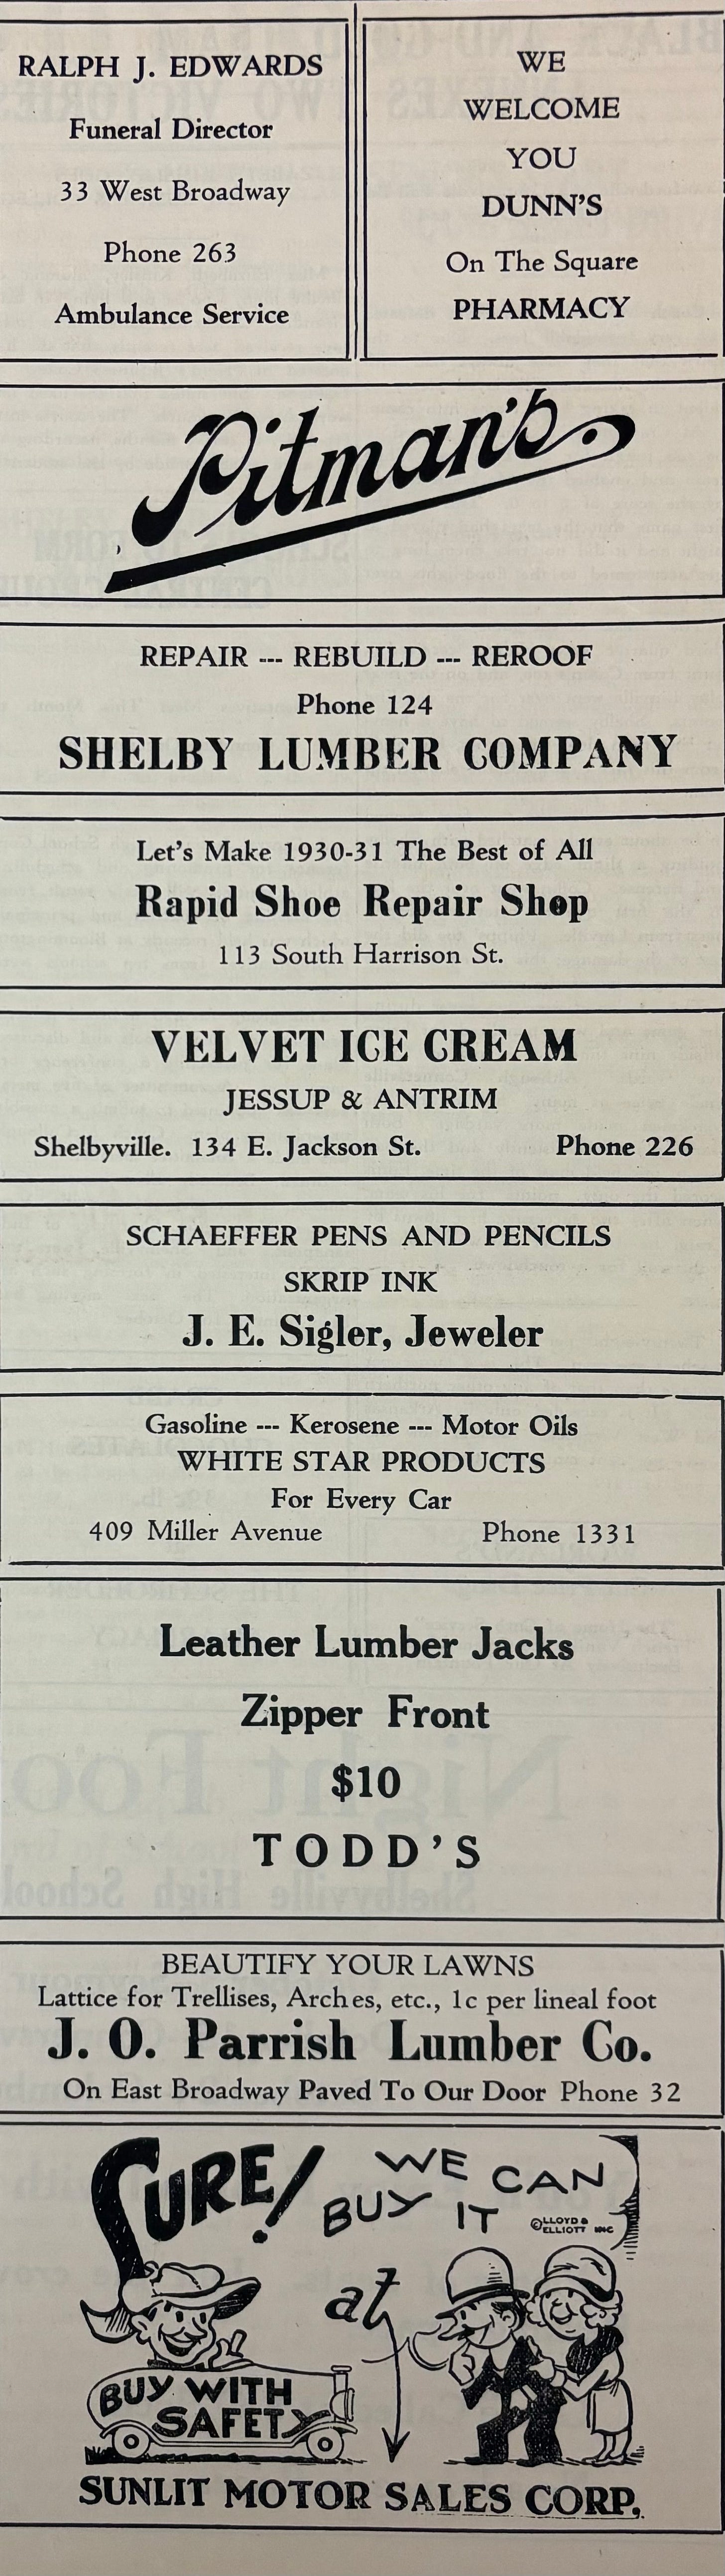 RALPH J. EDWARDS
Funeral Director
33 West Broadway
Phone 263
Ambulance Service
WE
WELCOME
YOU
DUNN'S
On The Square
PHARMACY
Pitman's.
REPAIR --- REBUILD --- REROOF
Phone 124
SHELBY LUMBER COMPANY
Let's Make 1930-31 The Best of All
Rapid Shoe Repair Shop
113 South Harrison St.
VELVET ICE CREAM
JESSUP & ANTRIM
Shelbyville. 134 E. Jackson St. Phone 226
SCHAEFFER PENS AND PENCILS
SKRIP INK
J. E. Sigler, Jeweler
Gasoline --- Kerosene --- Motor Oils
WHITE STAR PRODUCTS
For Every Car
409 Miller Avenue Phone 1331
Leather Lumber Jacks
Zipper Front
$10
TODD'S
BEAUTIFY YOUR LAWNS
Lattice for Trellises, Arches, etc., 1c per lineal foot
J. O. Parrish Lumber Co.
On East Broadway Paved To Our Door Phone 32
SURE! WE CAN
BUY IT
©LLOYD &
ELLIOTT INC
at
BUY WITH
SAFETY
SUNLIT MOTOR SALES CORP.